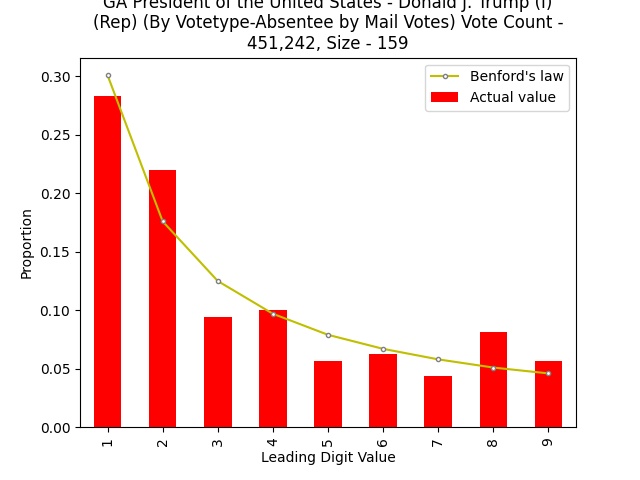 GA President of the United States - Donald J. Trump (I)
(Rep) (By Votetype-Absentee by Mail Votes) Vote Count -
451,242, Size - 159
Benford's law
Actual value
0.30
0.25
0.20
0.15
0.10
0.05
0.00
Proportion
1 2 3 4 5 6 7 8 9
Leading Digit Value